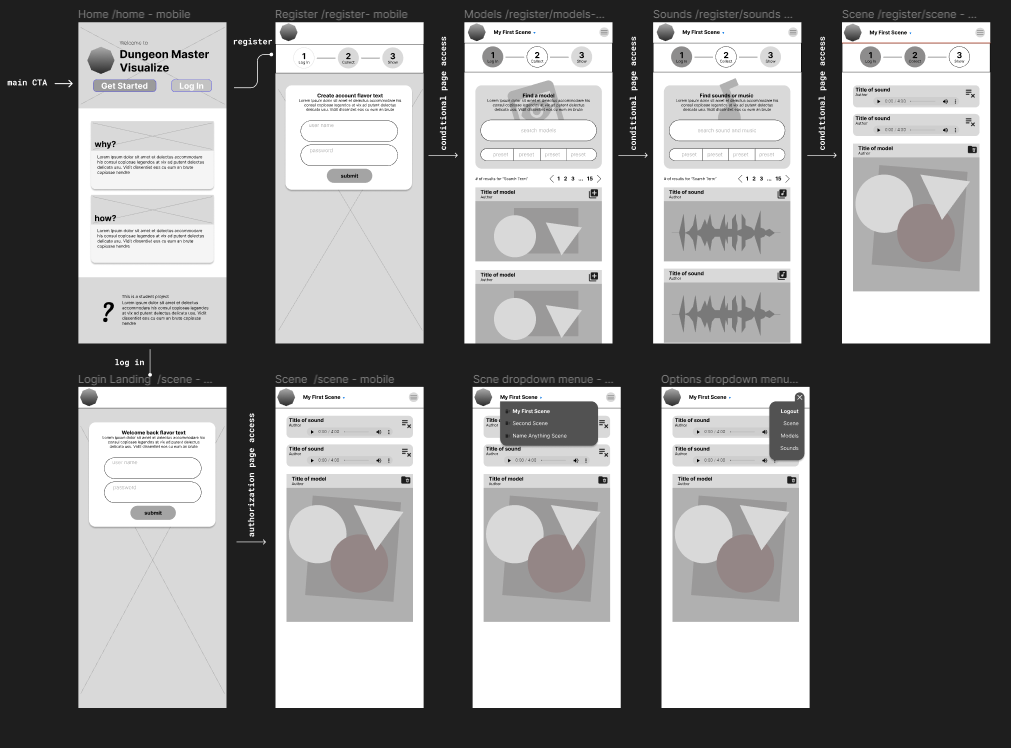 Home /home - mobile
Register /register- mobile
Models /register/models-...
Sounds /register/sounds ...
Scene /register/scene - ...
main CTA
Welcome to
Dungeon Master
Visualize
Get Started
Log In
why?
Lorem ipsum dolor sit amet et delectus accommodare
his consul copiosae legendos at vix ad putent delectus
delicata usu. Vidit dissentiet eos cu eum an brute
copiosae hendre
how?
Lorem ipsum dolor sit amet et delectus accommodare
his consul copiosae legendos at vix ad putent delectus
delicata usu. Vidit dissentiet eos cu eum an brute
copiosae hendre
?
This is a student project
Lorem ipsum dolor sit amet et delectus
accommodare his consul copiosae legendos
at vix ad putent delectus delicata usu. Vidit
dissentiet eos cu eum an brute copiosae
hendre
register
1
Log In
2
Collect
3
Show
Create account flavor text
Lorem ipsum dolor sit amet et delectus accommodare his
consul copiosae legendos at vix ad putent delectus
delicata usu. Vidit dissentiet eos cu eum an brute
user name
password
submit
conditional page access
My First Scene
1
Log In
2
Collect
3
Show
Find a model
Lorem ipsum dolor sit amet et delectus accommodare his
consul copiosae legendos at vix ad putent delectus
delicata usu. Vidit dissentiet eos cu eum an brute
search models
preset
preset
preset
preset
# of results for "Search Term"
1 2 3 ... 15
Title of model
Author
Title of model
Author
conditional page access
My First Scene
1
Log In
2
Collect
3
Show
Find sounds or music
Lorem ipsum dolor sit amet et delectus accommodare his
consul copiosae legendos at vix ad putent delectus
delicata usu. Vidit dissentiet eos cu eum an brute
search sound and music
preset
preset
preset
preset
# of results for "Search Term"
1 2 3 ... 15
Title of sound
Author
Title of sound
Author
conditional page access
My First Scene
1
Log In
2
Collect
3
Show
Title of sound
Author
0:00 / 4:00
Title of sound
Author
0:00 / 4:00
Title of model
Author
log in
Login Landing /scene - ...
Scene /scene - mobile
Scne dropdown menue - ...
Options dropdown menu...
Welcome back flavor text
Lorem ipsum dolor sit amet et delectus accommodare his
consul copiosae legendos at vix ad putent delectus
delicata usu. Vidit dissentiet eos cu eum an brute
user name
password
submit
authorization page access
My First Scene
Title of sound
Author
0:00 / 4:00
Title of sound
Author
0:00 / 4:00
Title of model
Author
My First Scene
My First Scene
Second Scene
Name Anything Scene
Title of sound
Author
0:00 / 4:00
Title of model
Author
My First Scene
Logout
Scene
Models
Sounds
Title of sound
Author
0:00 / 4:00
Title of sound
Author
0:00 / 4:00
Title of model
Author